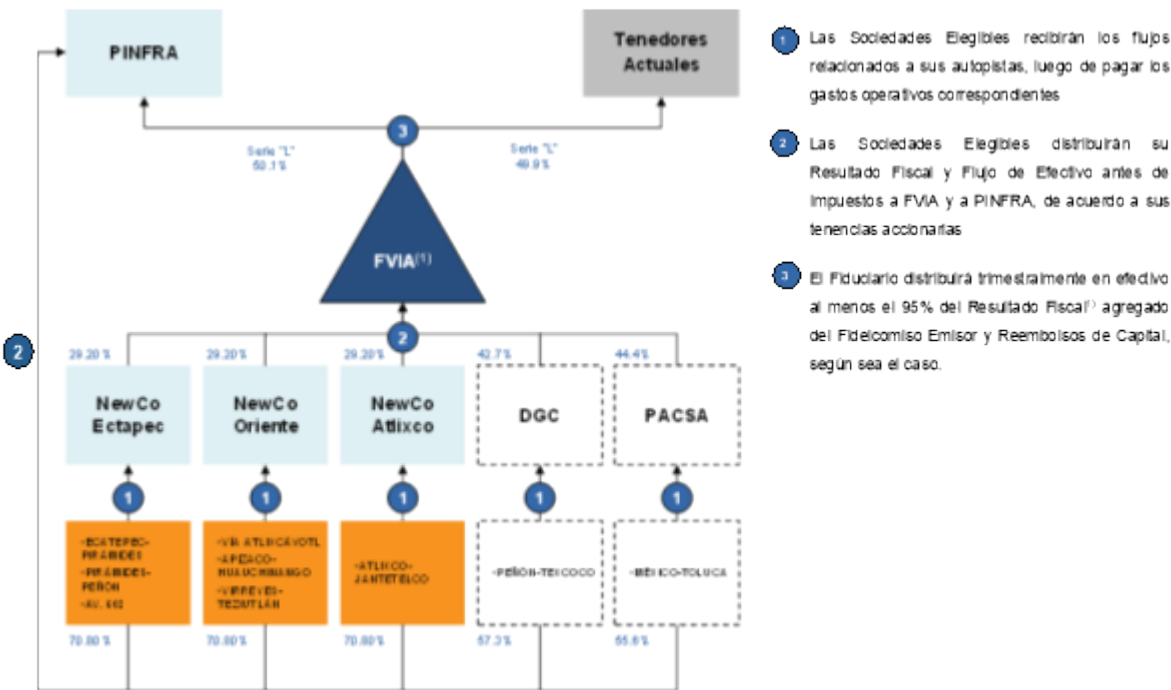 PINFRA
Tenedores
Actuales
3
Serie "L"
50.1%
Serie "L"
49.9%
FVIA(1)
2
2
29.20%
29.20%
29.20%
42.7%
44.4%
NewCo
Ectapec
NewCo
Oriente
NewCo
Atlixco
DGC
PACSA
1
1
1
1
1
-ECATEPEC-
PIRÁMIDES
-PIRÁMIDES-
PEÑÓN
-AV. 602
-VÍA ATLIXCÁYOTL
-APIZACO-
HUAUCHINANGO
-VIRREYES-
TEZIUTLÁN
-ATLIXCO-
JANTETELCO
-PEÑÓN-TEXCOCO
-MÉXICO-TOLUCA
70.80%
70.80%
70.80%
57.3%
55.6%
1 Las Sociedades Elegibles recibirán los flujos
relacionados a sus autopistas, luego de pagar los
gastos operativos correspondientes
2 Las Sociedades Elegibles distribuirán su
Resultado Fiscal y Flujo de Efectivo antes de
Impuestos a FVIA y a PINFRA, de acuerdo a sus
tenencias accionarias
3 El Fiduciario distribuirá trimestralmente en efectivo
al menos el 95% del Resultado Fiscal agregado
del Fideicomiso Emisor y Reembolsos de Capital,
según sea el caso.